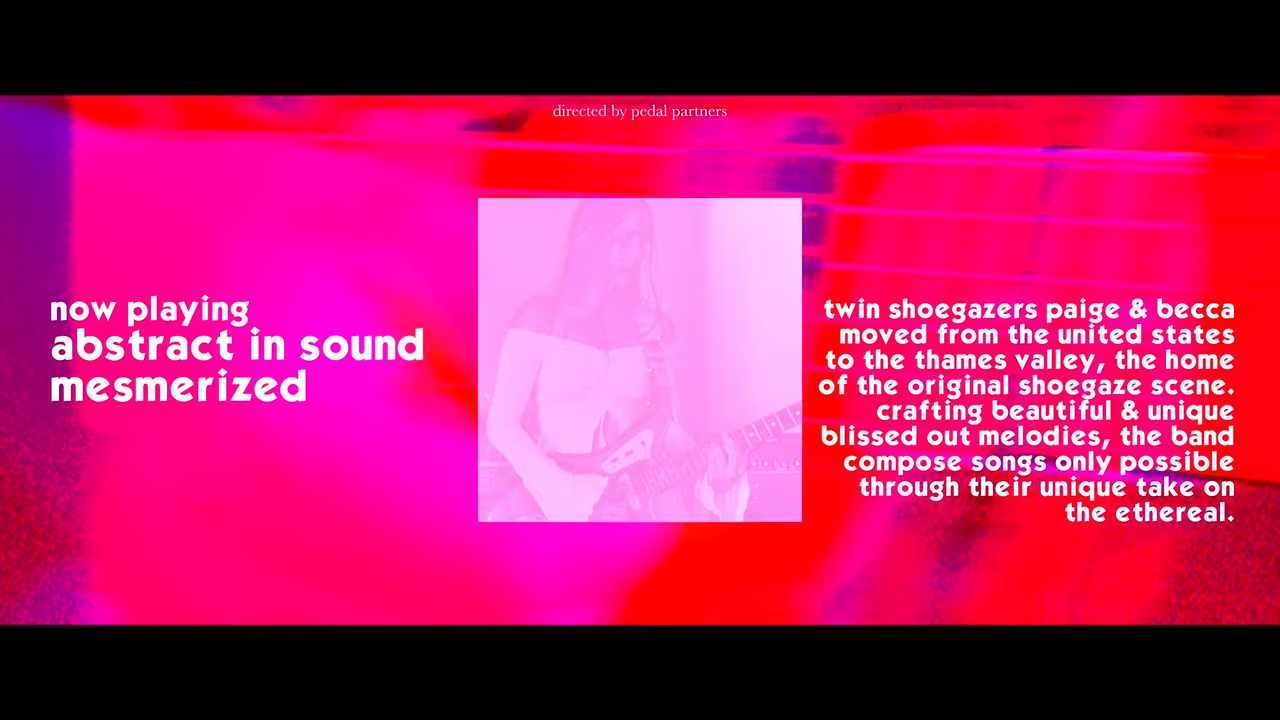 directed by pedal partners
now playing
abstract in sound
mesmerized
twin shoegazers paige & becca
moved from the united states
to the thames valley, the home
of the original shoegaze scene.
crafting beautiful & unique
blissed out melodies, the band
compose songs only possible
through their unique take on
the ethereal.